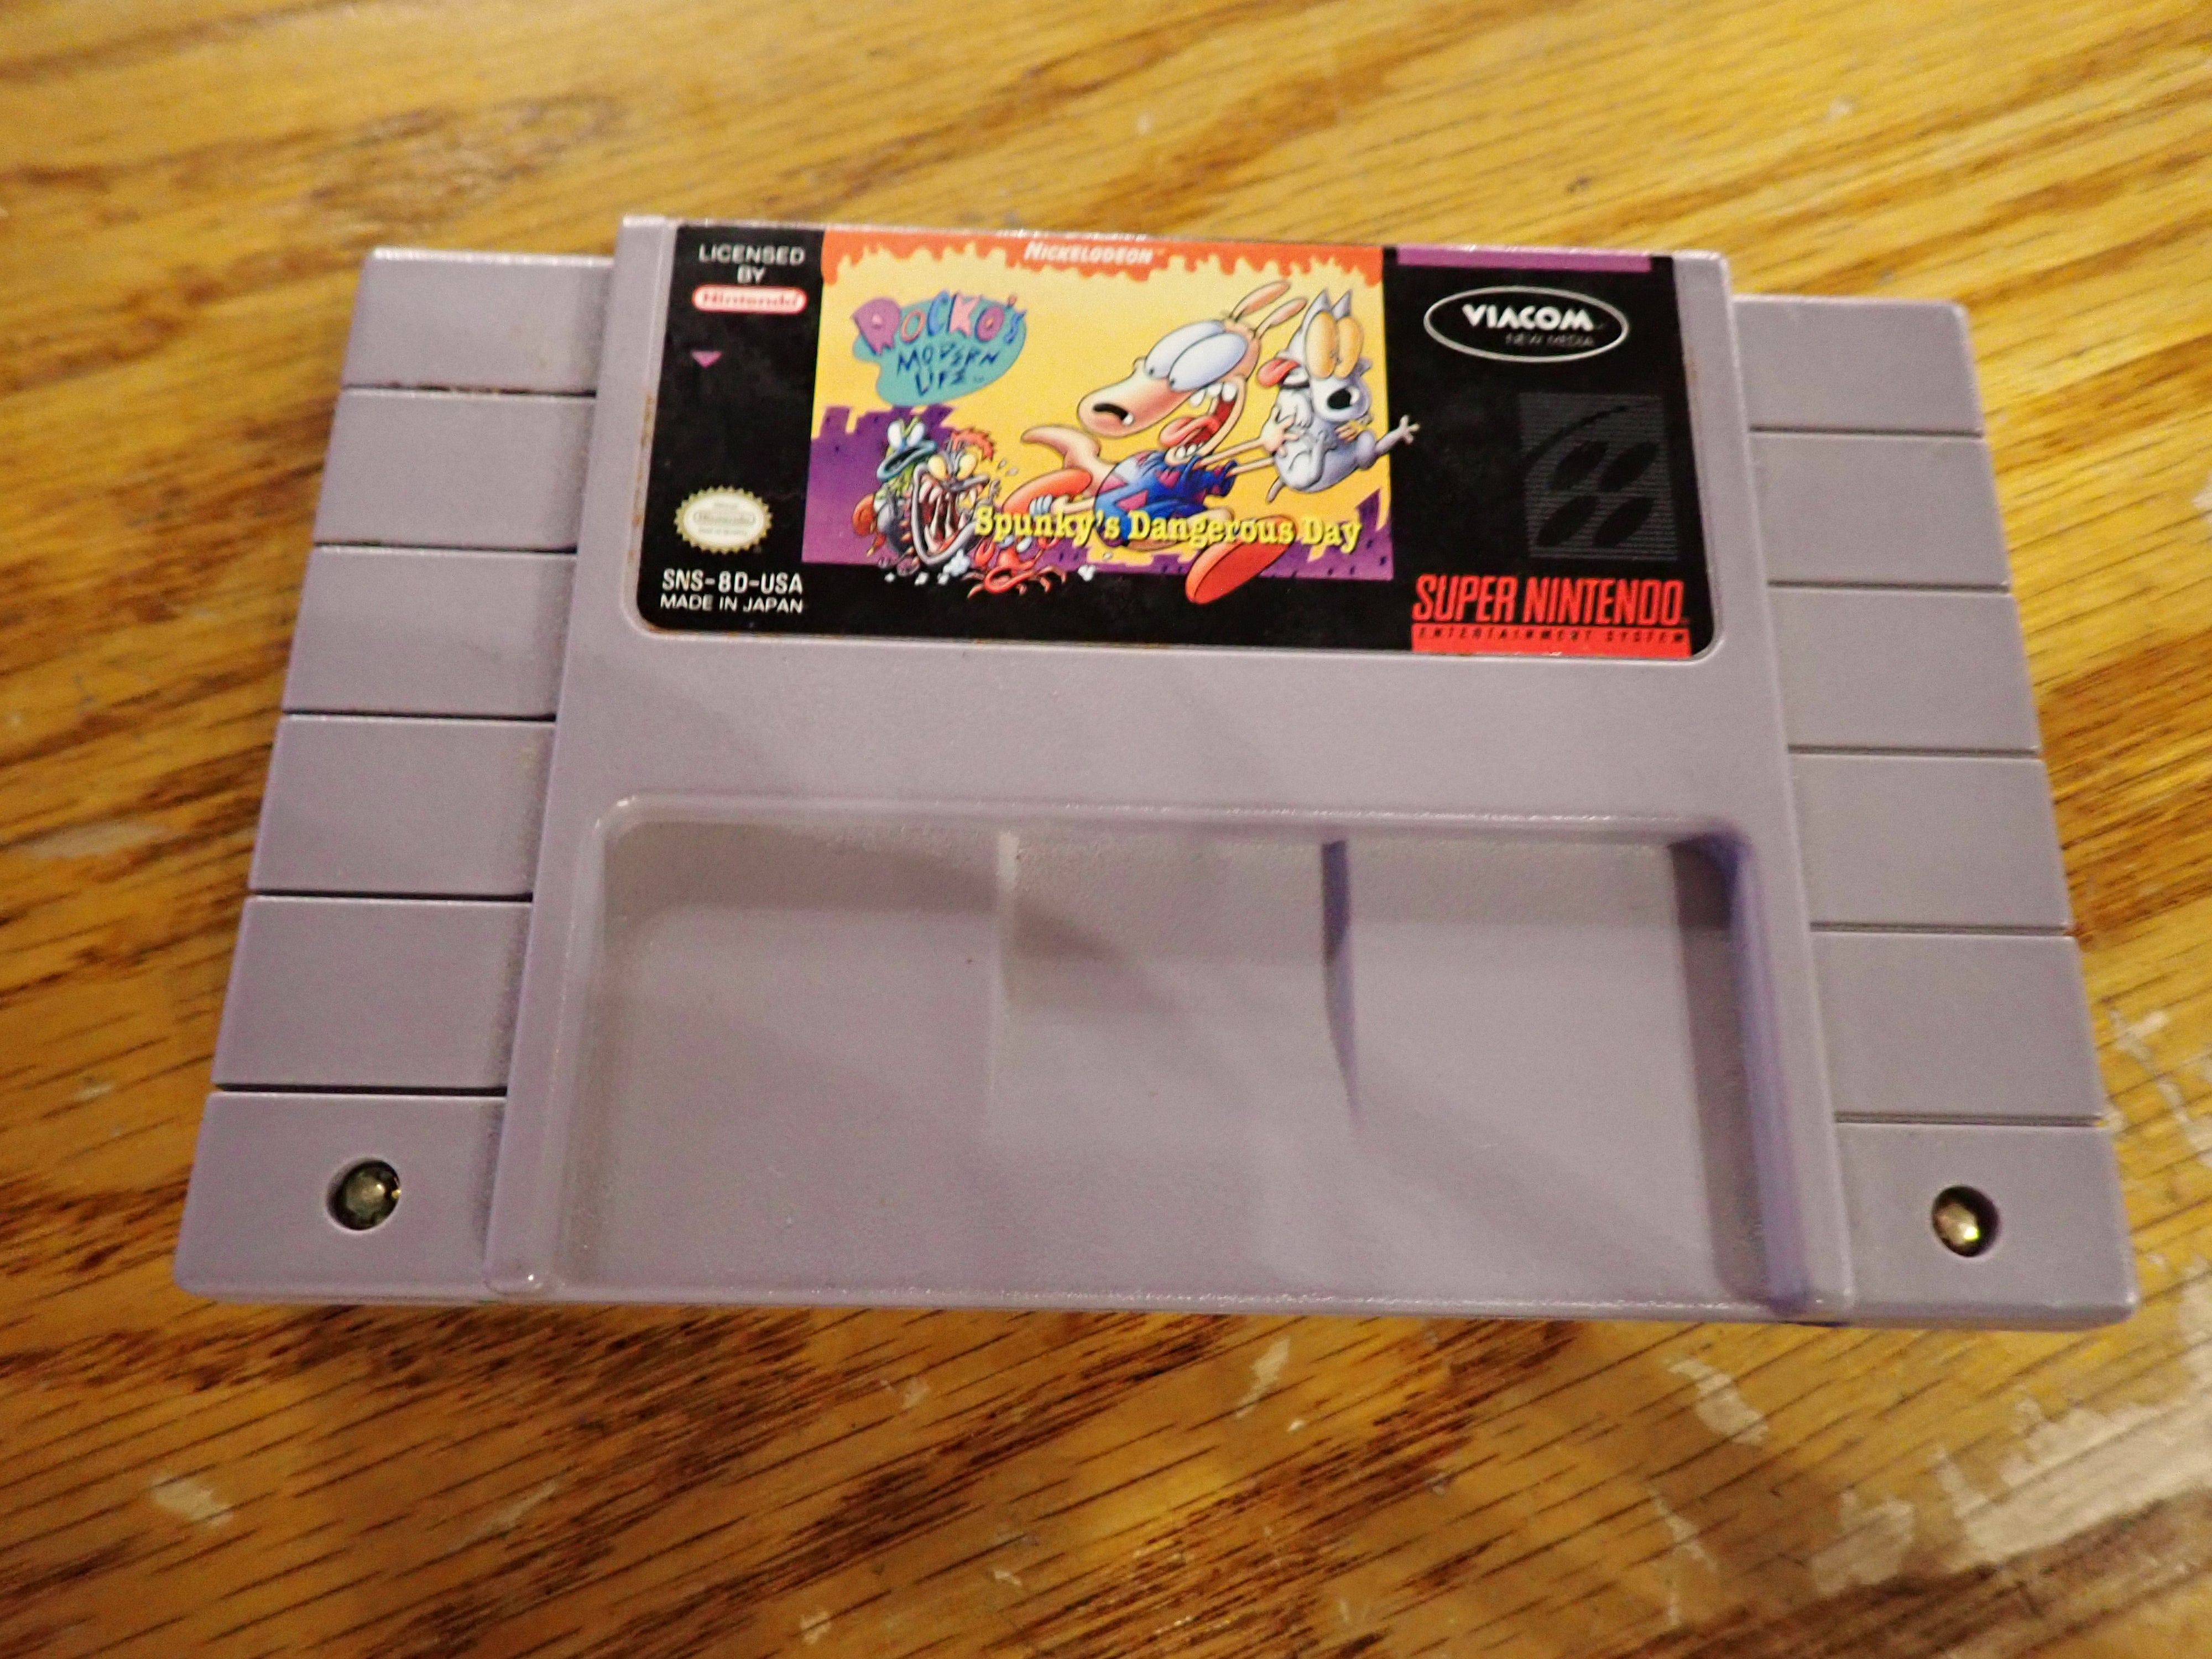 LICENSED
BY
Nintendo
NICKELODEON
ROCKO'S
MODERN
LIFE
Spunky's Dangerous Day
VIACOM
NEW MEDIA
Nintendo
SNS-8D-USA
MADE IN JAPAN
SUPER NINTENDO
ENTERTAINMENT SYSTEM